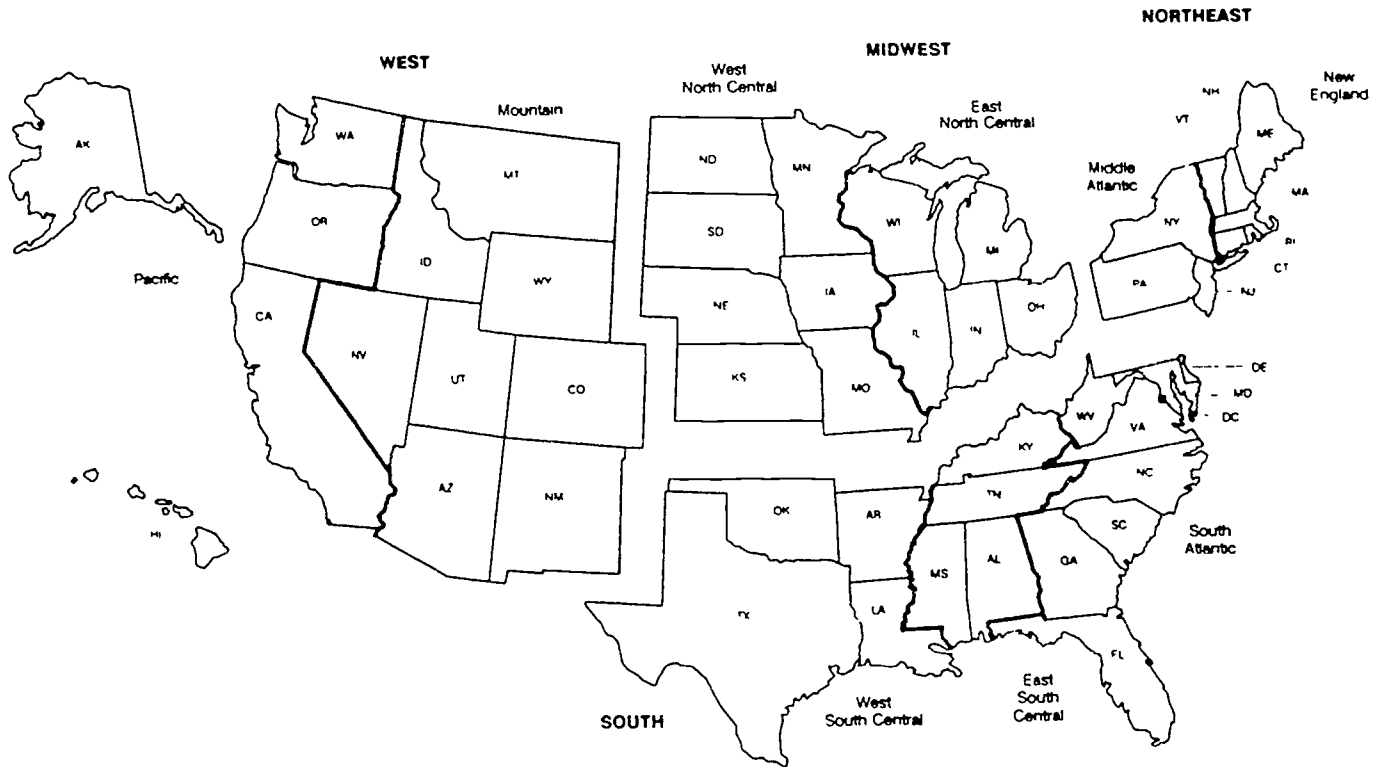 NORTHEAST
MIDWEST
WEST
West
North Central
New
England
Mountain
East
North Central
NH
VT
ME
AK
WA
MT
ND
MN
Middle
Atlantic
MA
OR
ID
WY
SD
WI
MI
NY
RI
CT
Pacific
CA
NV
UT
CO
NE
KS
IA
MO
IL
IN
OH
PA
NJ
DE
MD
DC
WV
VA
KY
AZ
NM
OK
AR
TN
NC
SC
HI
South
Atlantic
MS
AL
GA
TX
LA
FL
SOUTH
West
South Central
East
South
Central